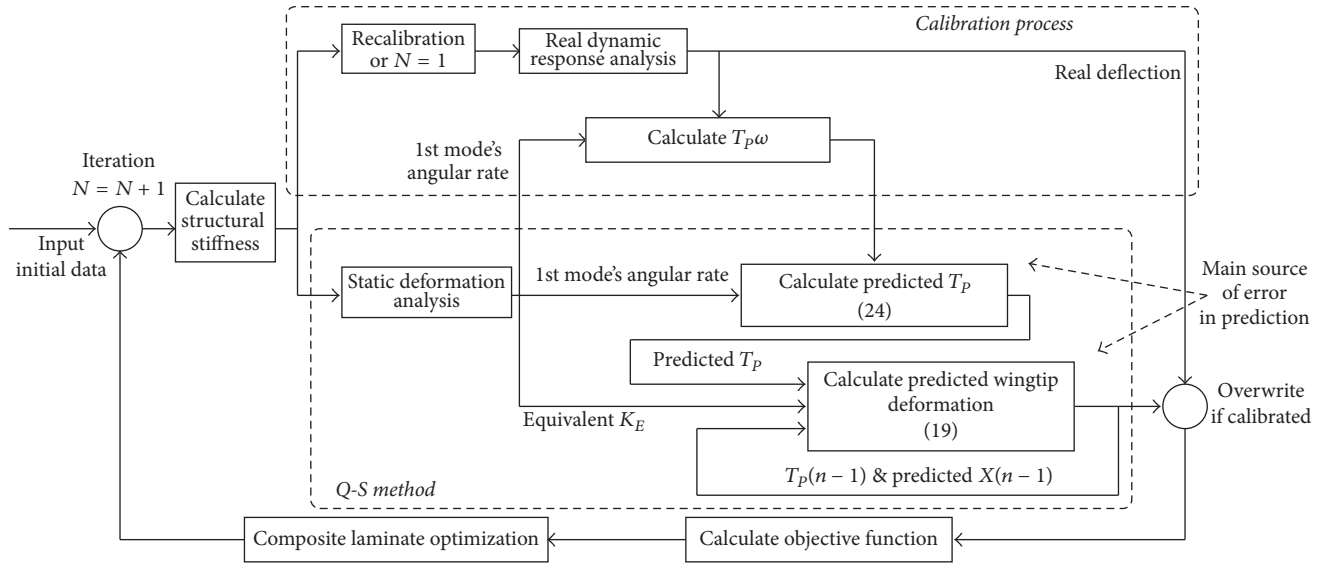 Calibration process
Recalibration
or N = 1
Real dynamic
response analysis
Real deflection
Calculate T_P ω
1st mode's
angular rate
Iteration
N = N + 1
Calculate
structural
stiffness
Input
initial data
Static deformation
analysis
1st mode's angular rate
Calculate predicted T_P
(24)
Main source
of error
in prediction
Predicted T_P
Calculate predicted wingtip
deformation
(19)
Equivalent K_E
Overwrite
if calibrated
T_P(n − 1) & predicted X(n − 1)
Q-S method
Composite laminate optimization
Calculate objective function